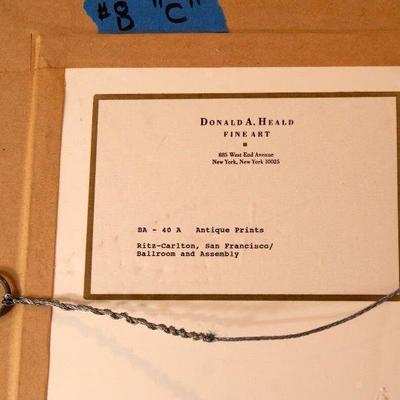 #8 "C"
DONALD A. HEALD
FINE ART
885 West End Avenue
New York, New York 10025
BA - 40 A Antique Prints
Ritz-Carlton, San Francisco/
Ballroom and Assembly